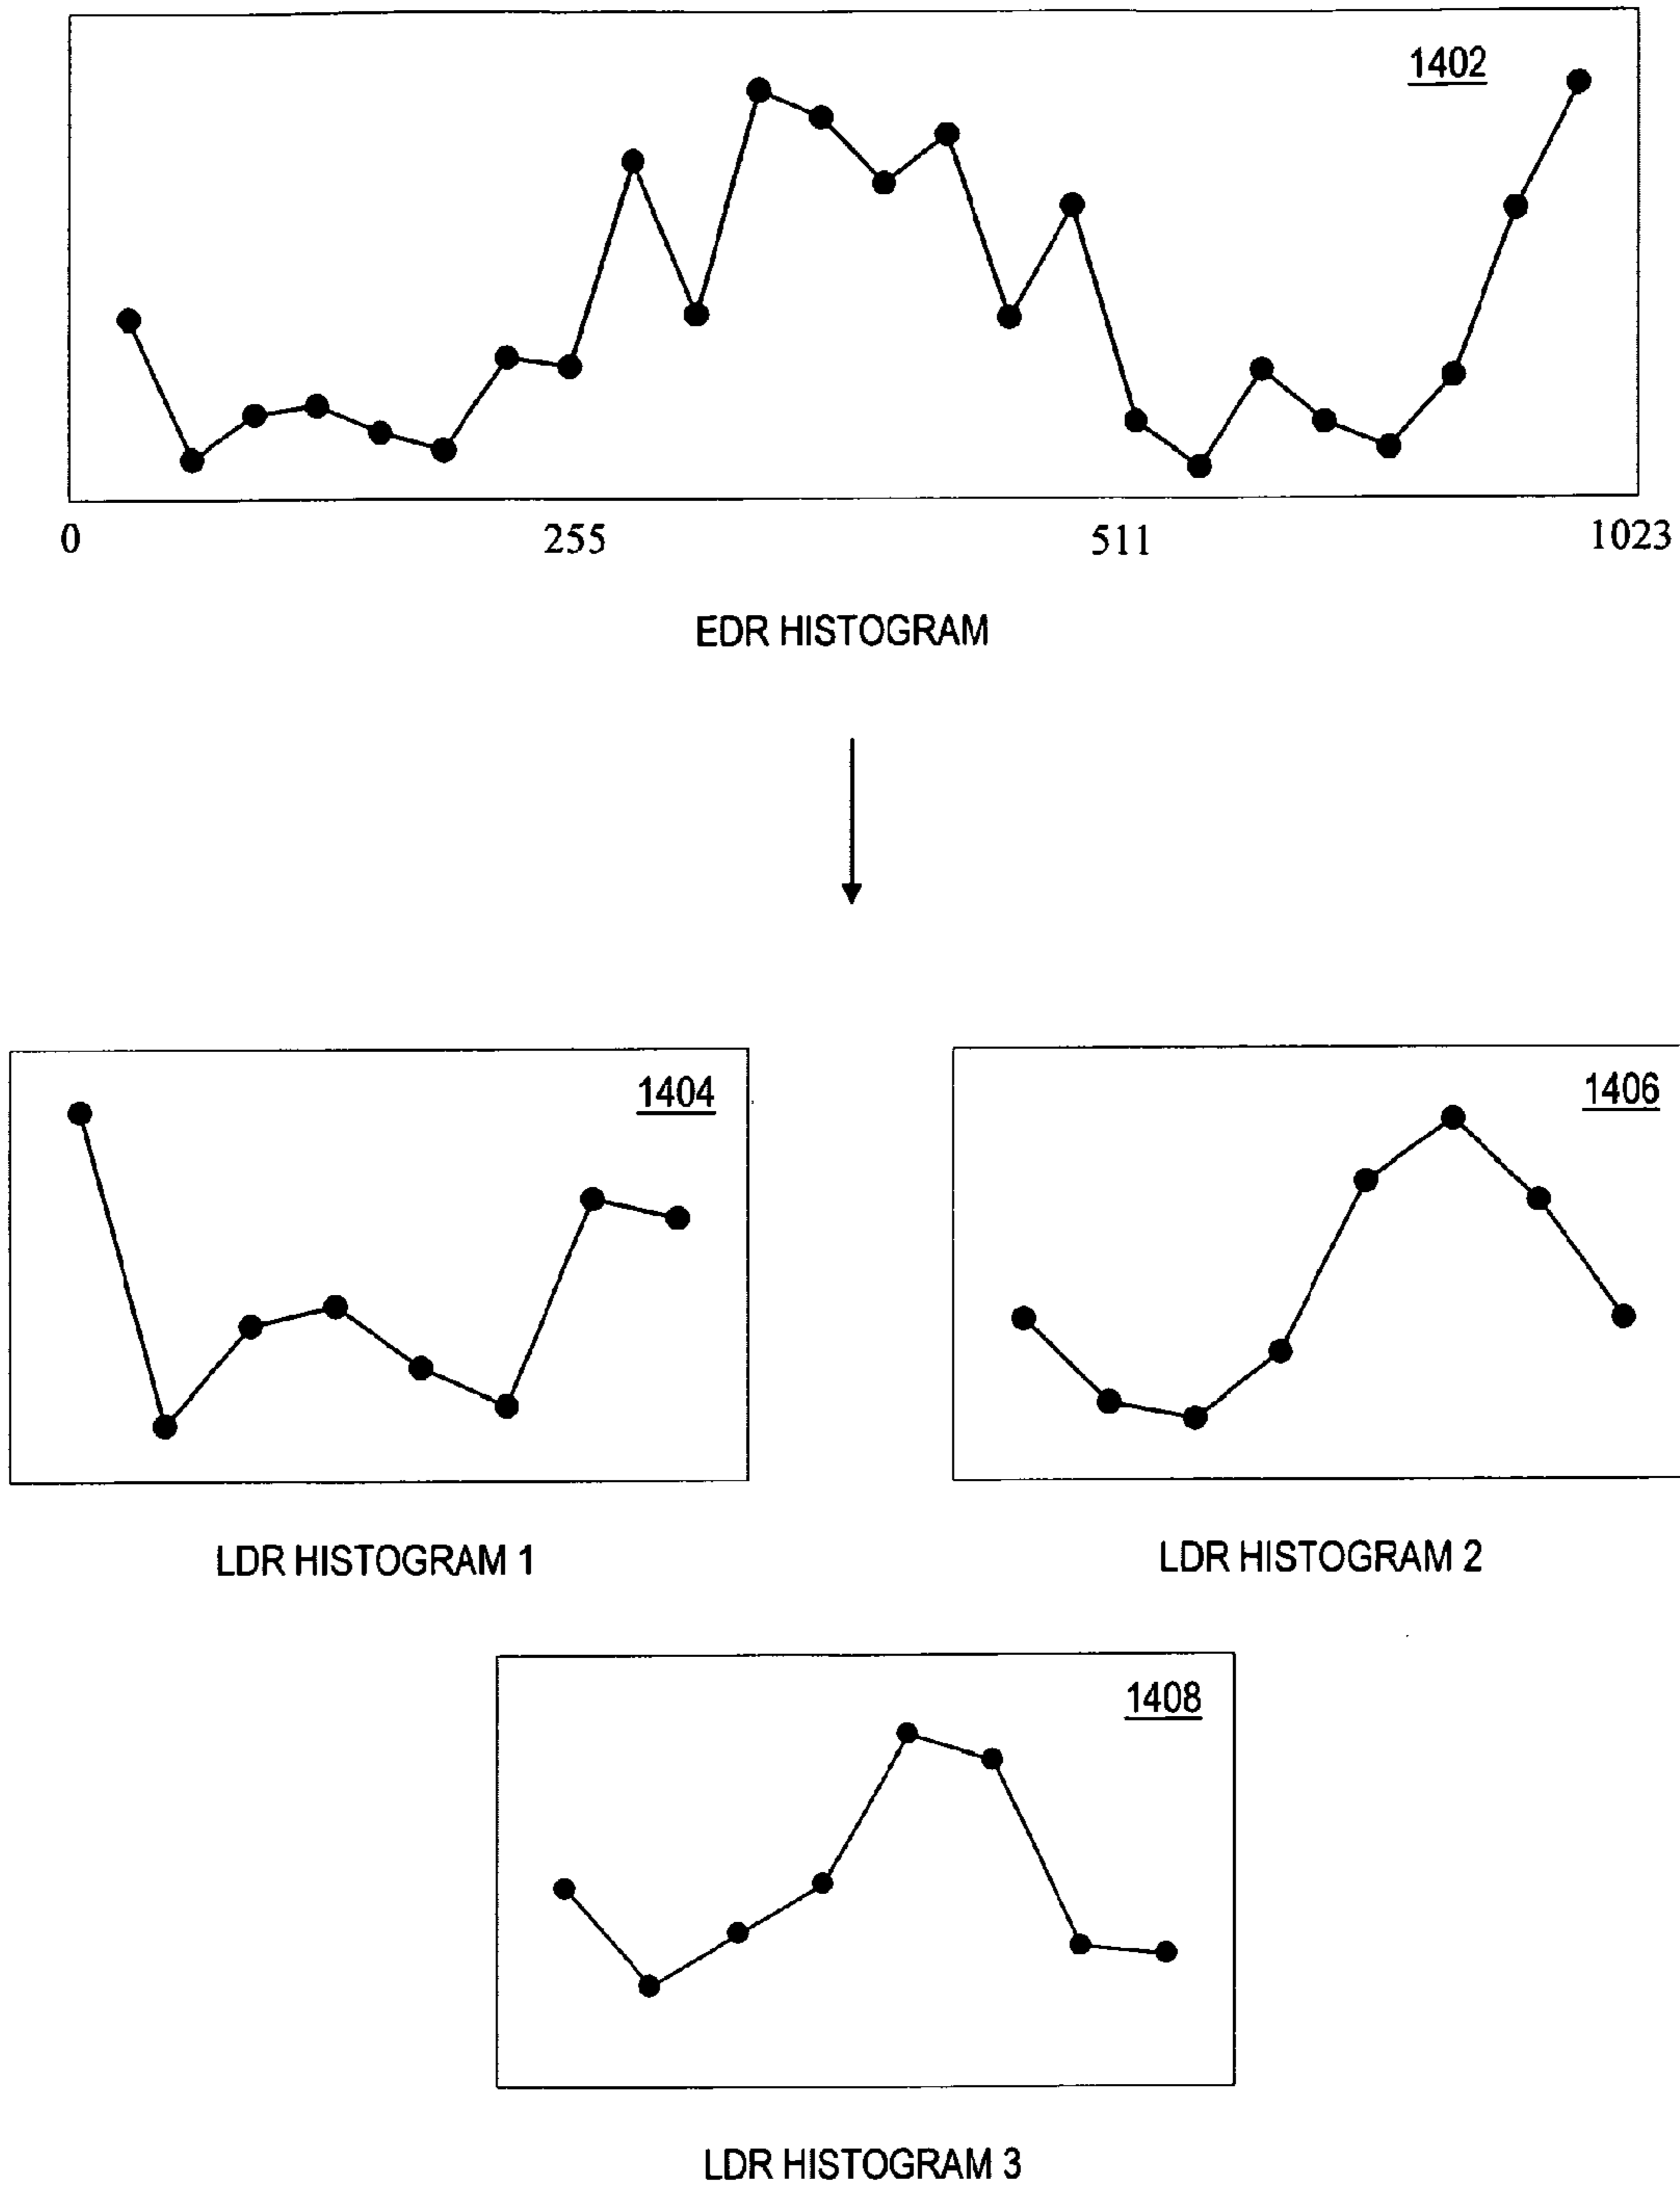 1402
0 255 511 1023
EDR HISTOGRAM
1404
1406
LDR HISTOGRAM 1
LDR HISTOGRAM 2
1408
LDR HISTOGRAM 3